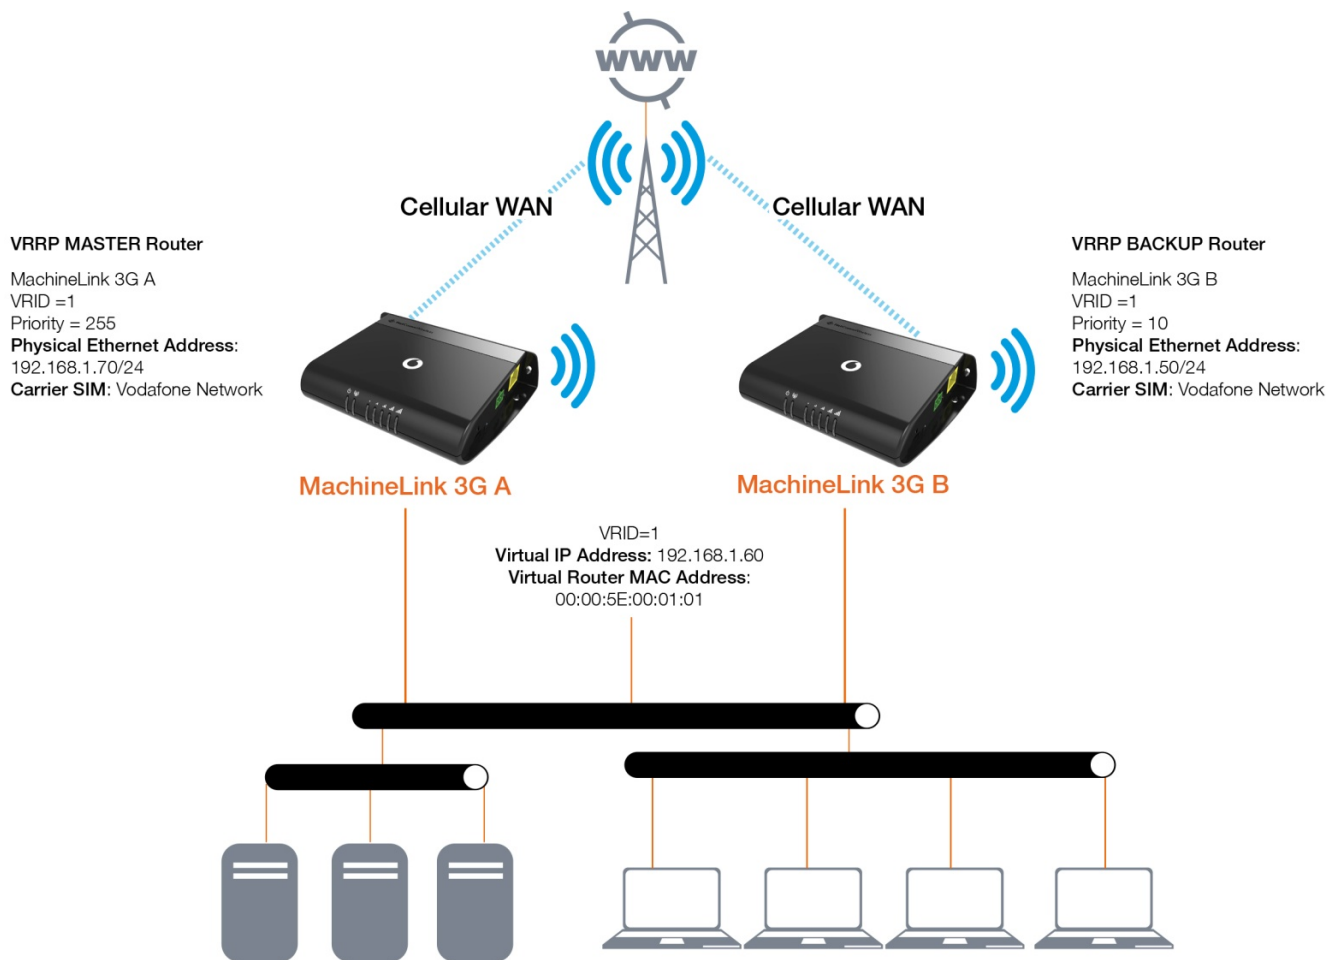 WWW
Cellular WAN
Cellular WAN
VRRP MASTER Router
MachineLink 3G A
VRID =1
Priority = 255
Physical Ethernet Address:
192.168.1.70/24
Carrier SIM: Vodafone Network
VRRP BACKUP Router
MachineLink 3G B
VRID =1
Priority = 10
Physical Ethernet Address:
192.168.1.50/24
Carrier SIM: Vodafone Network
MachineLink 3G A
MachineLink 3G B
VRID=1
Virtual IP Address: 192.168.1.60
Virtual Router MAC Address:
00:00:5E:00:01:01